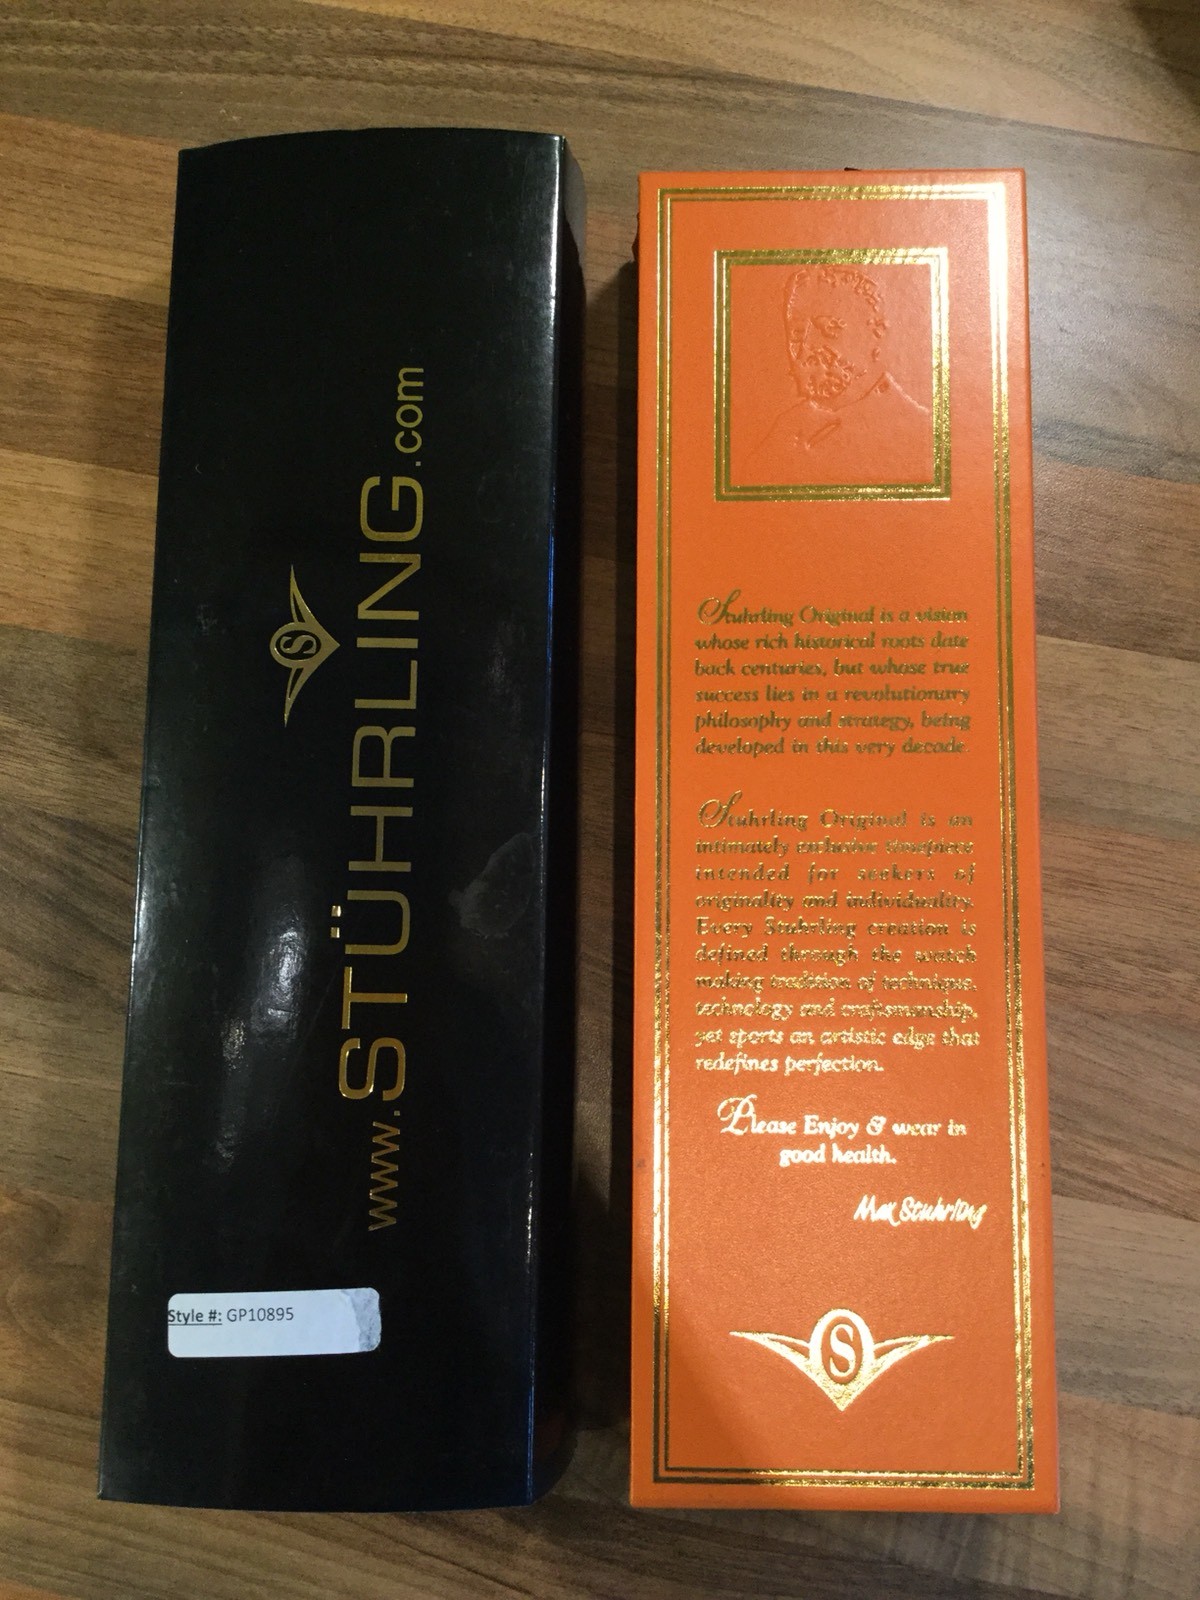 www.STÜHRLING.com
S
Style #: GP10895
Stuhrling Original is a vision
whose rich historical roots date
back centuries, but whose true
success lies in a revolutionary
philosophy and strategy, being
developed in this very decade.
Stuhrling Original is an
intimately exclusive timepiece
intended for seekers of
originality and individuality.
Every Stuhrling creation is
defined through the watch
making tradition of technique,
technology and craftsmanship,
yet sports an artistic edge that
redefines perfection.
Please Enjoy & wear in
good health.
Max Stuhrling
S